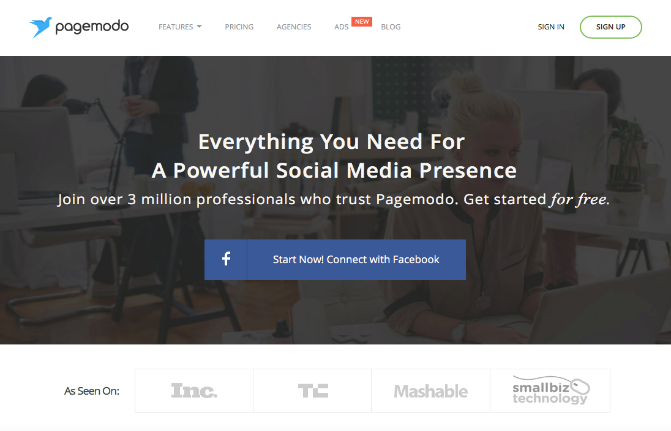 pagemodo
FEATURES PRICING AGENCIES ADS NEW BLOG SIGN IN SIGN UP
Everything You Need For
A Powerful Social Media Presence
Join over 3 million professionals who trust Pagemodo. Get started for free.
f Start Now! Connect with Facebook
As Seen On: Inc. TC Mashable smallbiz
technology